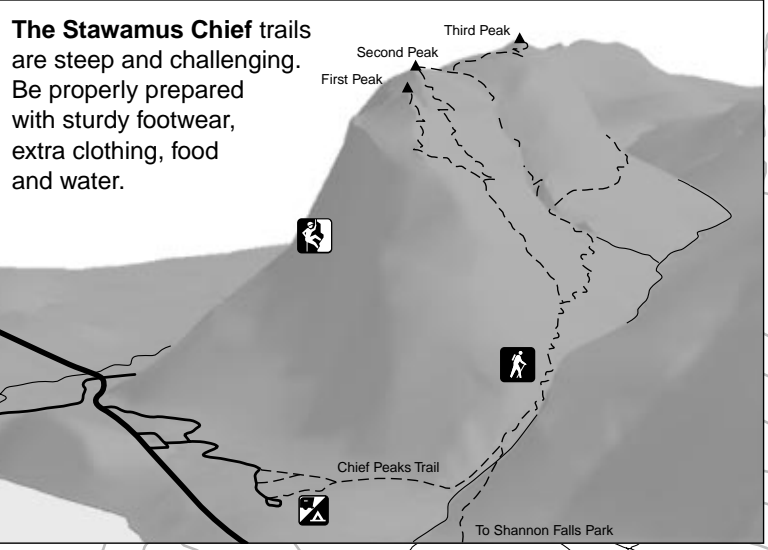 The Stawamus Chief trails
are steep and challenging.
Be properly prepared
with sturdy footwear,
extra clothing, food
and water.
Third Peak
Second Peak
First Peak
Chief Peaks Trail
To Shannon Falls Park